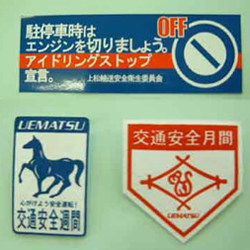 駐停車時は
エンジンを切りましょう。
アイドリングストップ
宣言。
OFF
上松輸送安全衛生委員会
UEMATSU
心がけよう安全運転!
交通安全週間
交通安全月間
UEMATSU